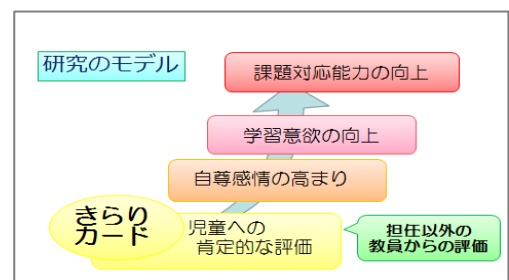 研究のモデル
課題対応能力の向上
学習意欲の向上
自尊感情の高まり
きらり
カード
児童への
肯定的な評価
担任以外の
教員からの評価